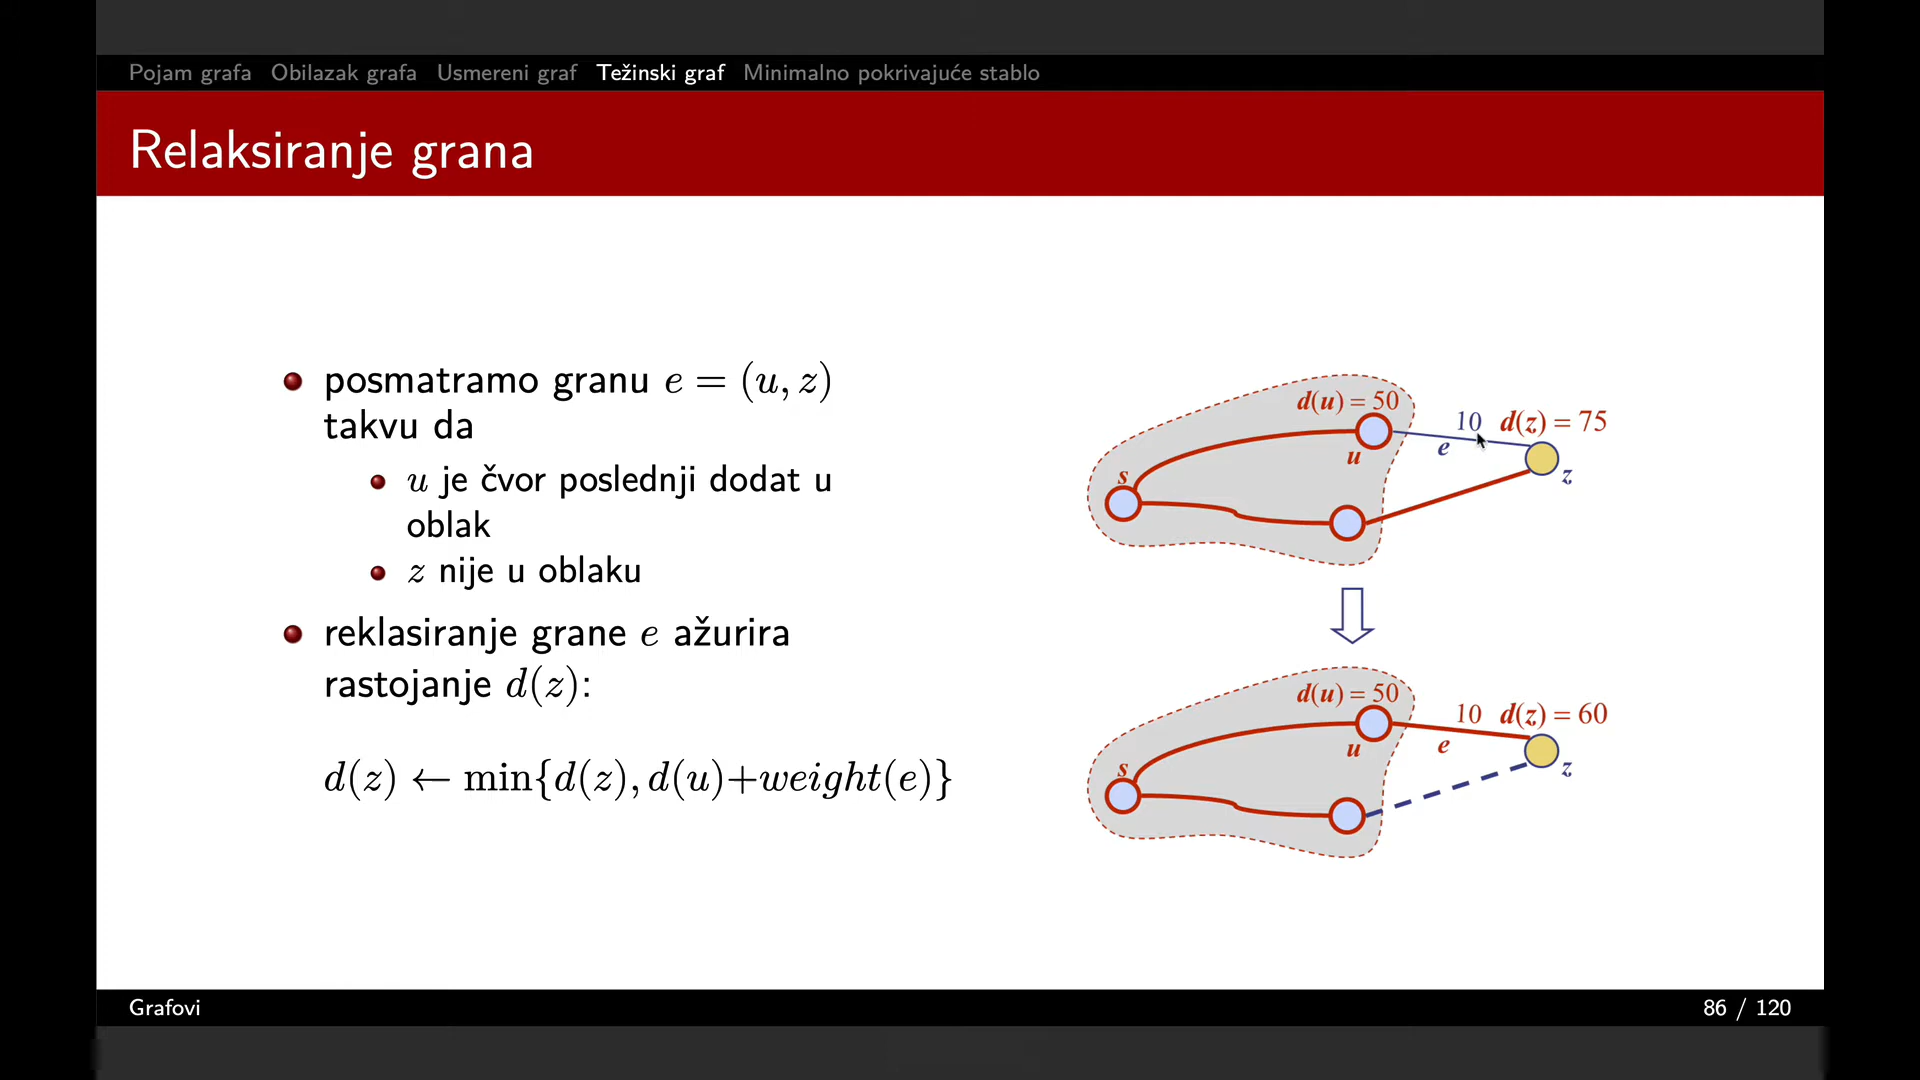 Pojam grafa Obilazak grafa Usmereni graf Težinski graf Minimalno pokrivajuće stablo
Relaksiranje grana
posmatramo granu e = (u, z)
takvu da
u je čvor poslednji dodat u
oblak
z nije u oblaku
reklasiranje grane e ažurira
rastojanje d(z):
d(z) ← min{d(z), d(u)+weight(e)}
d(u) = 50
10 d(z) = 75
u
e
s
z
d(u) = 50
10 d(z) = 60
u
e
s
z
Grafovi
86 / 120